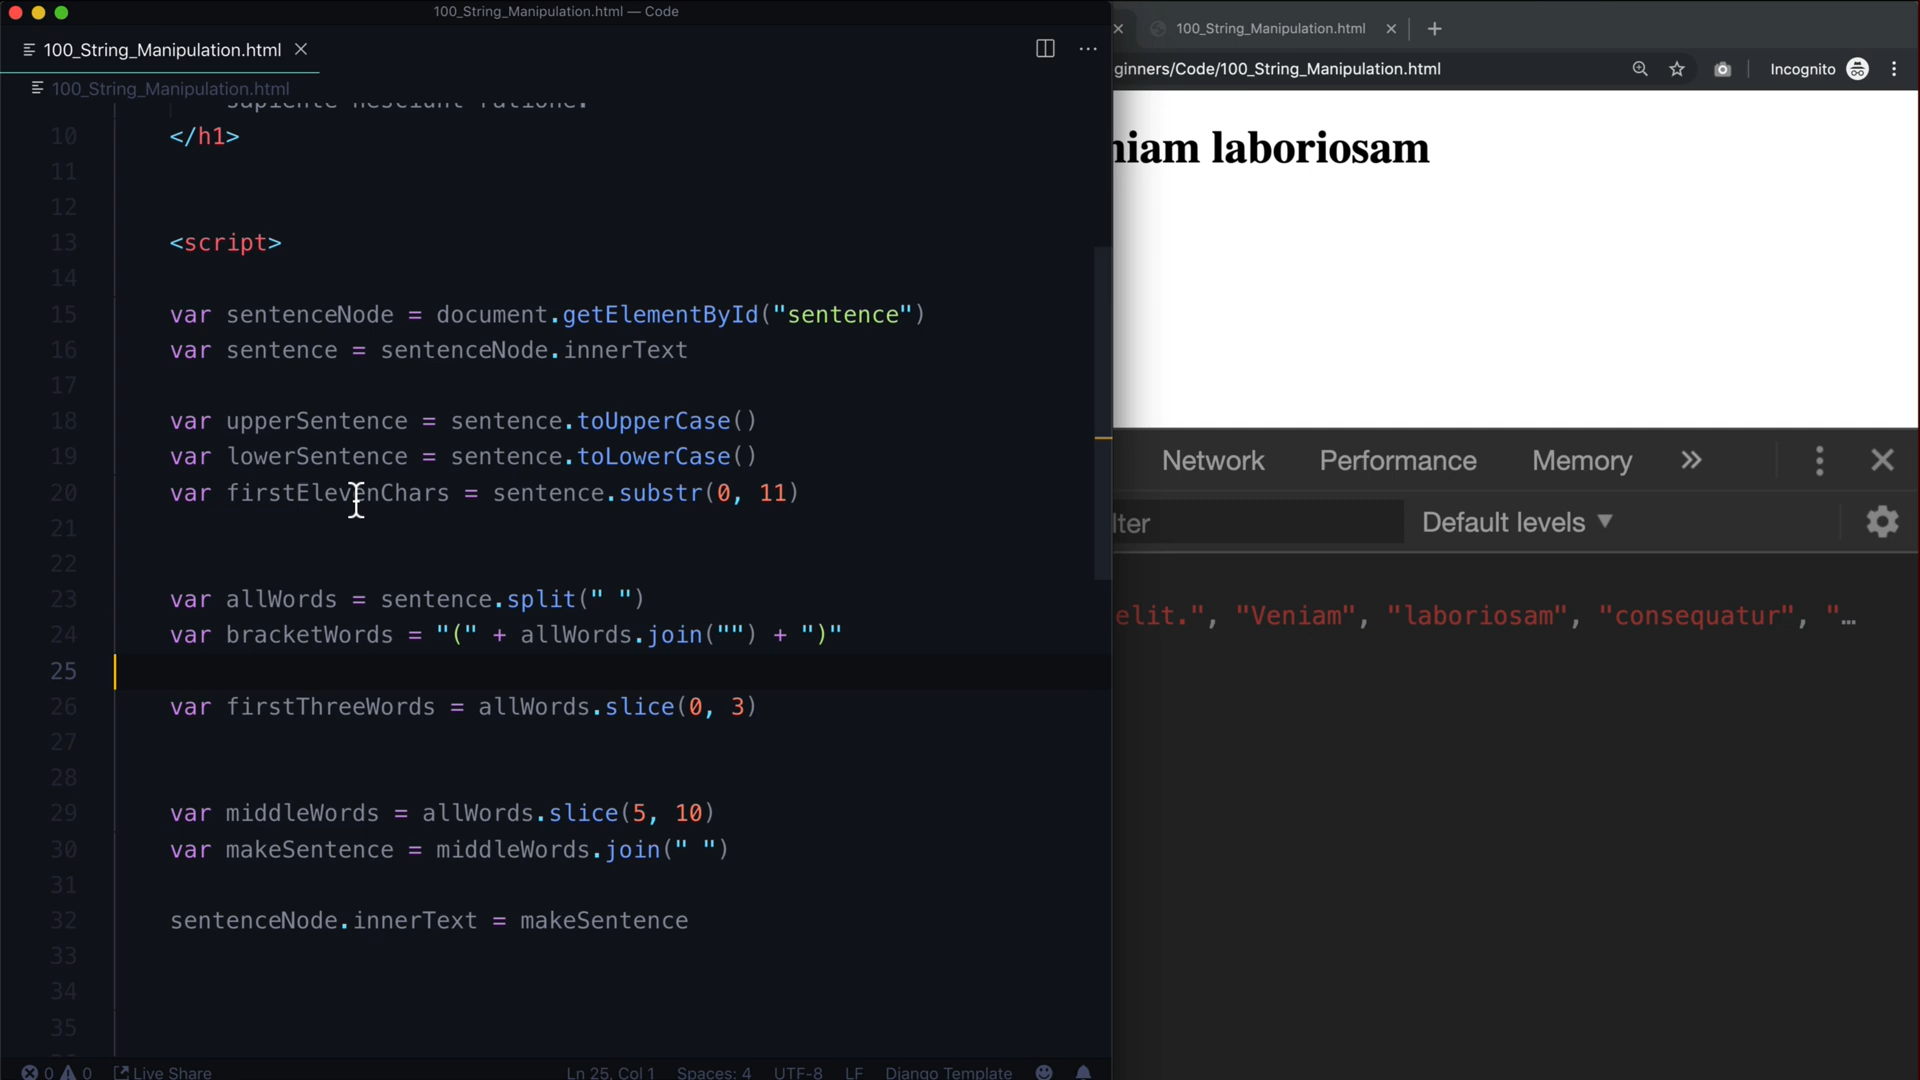 100_String_Manipulation.html — Code
100_String_Manipulation.html
100_String_Manipulation.html
sapiente nesciunt ratione.
10 </h1>
11
12
13 <script>
14
15 var sentenceNode = document.getElementById("sentence")
16 var sentence = sentenceNode.innerText
17
18 var upperSentence = sentence.toUpperCase()
19 var lowerSentence = sentence.toLowerCase()
20 var firstElevenChars = sentence.substr(0, 11)
21
22
23 var allWords = sentence.split(" ")
24 var bracketWords = "(" + allWords.join("") + ")"
25
26 var firstThreeWords = allWords.slice(0, 3)
27
28
29 var middleWords = allWords.slice(5, 10)
30 var makeSentence = middleWords.join(" ")
31
32 sentenceNode.innerText = makeSentence
33
34
35
0 0 Live Share Ln 25, Col 1 Spaces: 4 UTF-8 LF Django Template
100_String_Manipulation.html
ginners/Code/100_String_Manipulation.html Incognito
niam laboriosam
Network Performance Memory »
lter Default levels ▼
elit.", "Veniam", "laboriosam", "consequatur", "…